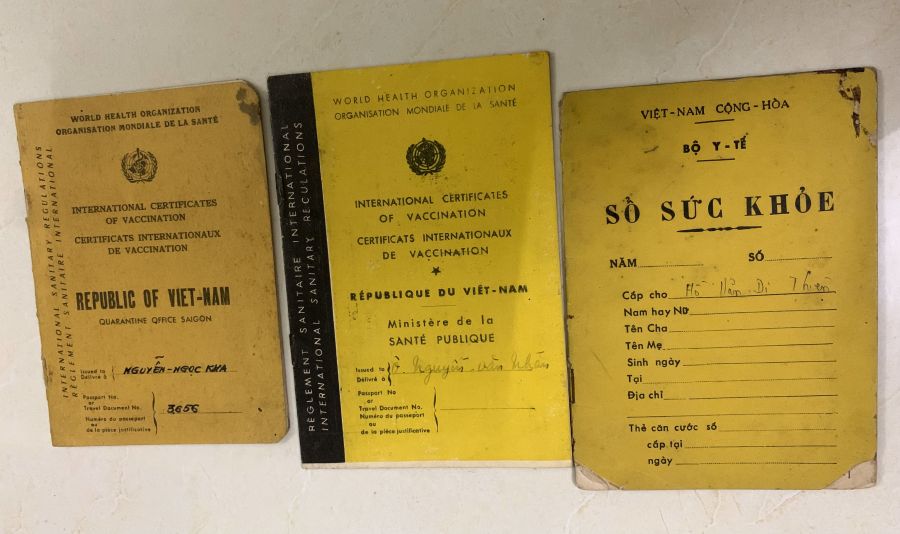 WORLD HEALTH ORGANIZATION
ORGANISATION MONDIALE DE LA SANTÉ
INTERNATIONAL SANITARY REGULATIONS
RÈGLEMENT SANITAIRE INTERNATIONAL
INTERNATIONAL CERTIFICATES
OF VACCINATION
CERTIFICATS INTERNATIONAUX
DE VACCINATION
REPUBLIC OF VIET-NAM
QUARANTINE OFFICE SAIGON
Issued to
Délivré à
NGUYỄN-NGỌC KHA
Passport No.
or
Travel Document No.
Numéro du passeport
ou
de la pièce justificative
3656
RÈGLEMENT SANITAIRE INTERNATIONAL
INTERNATIONAL SANITARY REGULATIONS
WORLD HEALTH ORGANIZATION
ORGANISATION MONDIALE DE LA SANTÉ
INTERNATIONAL CERTIFICATES
OF VACCINATION
CERTIFICATS INTERNATIONAUX
DE VACCINATION
RÉPUBLIQUE DU VIÊT-NAM
Ministère de la
SANTÉ PUBLIQUE
Issued to
Délivré à
Ô Nguyễn văn
Passport No
or
Travel Document No.
Numéro du passeport
ou
de la pièce justificative
VIỆT-NAM CỘNG-HÒA
BỘ Y-TẾ
SỔ SỨC KHỎE
NĂM SỐ
Cấp cho Hồ Văn Di
Nam hay Nữ
Tên Cha
Tên Mẹ
Sinh ngày
Tại
Địa chỉ
Thẻ căn cước số
cấp tại
ngày